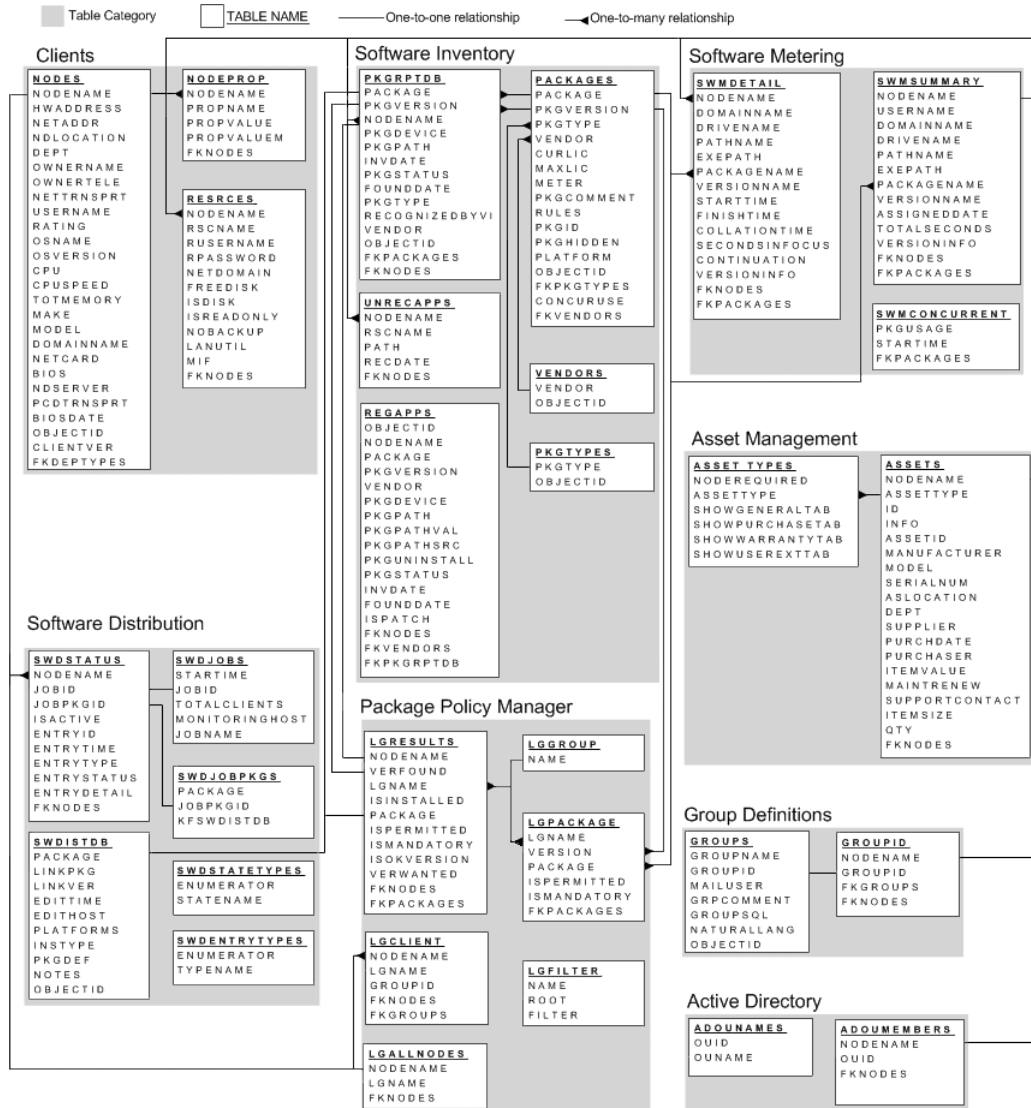 Table Category
TABLE NAME
One-to-one relationship
One-to-many relationship
Clients
NODES
NODENAME
HWADDRESS
NETADDR
NDLOCATION
DEPT
OWNERNAME
OWNERTELE
NETTRNSPRT
USERNAME
RATING
OSNAME
OSVERSION
CPU
CPUSPEED
TOTMEMORY
MAKE
MODEL
DOMAINNAME
NETCARD
BIOS
NDSERVER
PCDTRNSPRT
BIOSDATE
OBJECTID
CLIENTVER
FKDEPTYPES
NODEPROP
NODENAME
PROPNAME
PROPVALUE
PROPVALUEM
FKNODES
RESRCES
NODENAME
RSCNAME
RUSERNAME
RPASSWORD
NETDOMAIN
FREEDISK
ISDISK
ISREADONLY
NOBACKUP
LANUTIL
MIF
FKNODES
Software Inventory
PKGRPTDB
PACKAGE
PKGVERSION
NODENAME
PKGDEVICE
PKGPATH
INVDATE
PKGSTATUS
FOUNDDATE
PKGTYPE
RECOGNIZEDBYVI
VENDOR
OBJECTID
FKPACKAGES
FKNODES
UNRECAPPS
NODENAME
RSCNAME
PATH
RECDATE
FKNODES
REGAPPS
OBJECTID
NODENAME
PACKAGE
PKGVERSION
VENDOR
PKGDEVICE
PKGPATH
PKGPATHVAL
PKGPATHSRC
PKGUNINSTALL
PKGSTATUS
INVDATE
FOUNDDATE
ISPATCH
FKNODES
FKVENDORS
FKPKGRPTDB
PACKAGES
PACKAGE
PKGVERSION
PKGTYPE
VENDOR
CURLIC
MAXLIC
METER
PKGCOMMENT
RULES
PKGID
PKGHIDDEN
PLATFORM
OBJECTID
FKPKGTYPES
CONCURUSE
FKVENDORS
VENDORS
VENDOR
OBJECTID
PKGTYPES
PKGTYPE
OBJECTID
Software Metering
SWMDETAIL
NODENAME
DOMAINNAME
DRIVENAME
PATHNAME
EXEPATH
PACKAGENAME
VERSIONNAME
STARTTIME
FINISHTIME
COLLATIONTIME
SECONDSINFOCUS
CONTINUATION
VERSIONINFO
FKNODES
FKPACKAGES
SWMSUMMARY
NODENAME
USERNAME
DOMAINNAME
DRIVENAME
PATHNAME
EXEPATH
PACKAGENAME
VERSIONNAME
ASSIGNEDDATE
TOTALSECONDS
VERSIONINFO
FKNODES
FKPACKAGES
SWMCONCURRENT
PKGUSAGE
STARTIME
FKPACKAGES
Asset Management
ASSET TYPES
NODEREQUIRED
ASSETTYPE
SHOWGENERALTAB
SHOWPURCHASETAB
SHOWWARRANTYTAB
SHOWUSEREXTTAB
ASSETS
NODENAME
ASSETTYPE
ID
INFO
ASSETID
MANUFACTURER
MODEL
SERIALNUM
ASLOCATION
DEPT
SUPPLIER
PURCHDATE
PURCHASER
ITEMVALUE
MAINTRENEW
SUPPORTCONTACT
ITEMSIZE
QTY
FKNODES
Software Distribution
SWDSTATUS
NODENAME
JOBID
JOBPKGID
ISACTIVE
ENTRYID
ENTRYTIME
ENTRYTYPE
ENTRYSTATUS
ENTRYDETAIL
FKNODES
SWDISTDB
PACKAGE
LINKPKG
LINKVER
EDITTIME
EDITHOST
PLATFORMS
INSTYPE
PKGDEF
NOTES
OBJECTID
SWDJOBS
STARTIME
JOBID
TOTALCLIENTS
MONITORINGHOST
JOBNAME
SWDJOBPKGS
PACKAGE
JOBPKGID
KFSWDISTDB
SWDSTATETYPES
ENUMERATOR
STATENAME
SWDENTRYTYPES
ENUMERATOR
TYPENAME
Package Policy Manager
LGRESULTS
NODENAME
VERFOUND
LGNAME
ISINSTALLED
PACKAGE
ISPERMITTED
ISMANDATORY
ISOKVERSION
VERWANTED
FKNODES
FKPACKAGES
LGCLIENT
NODENAME
LGNAME
GROUPID
FKNODES
FKGROUPS
LGALLNODES
NODENAME
LGNAME
FKNODES
LGGROUP
NAME
LGPACKAGE
LGNAME
VERSION
PACKAGE
ISPERMITTED
ISMANDATORY
FKPACKAGES
LGFILTER
NAME
ROOT
FILTER
Group Definitions
GROUPS
GROUPNAME
GROUPID
MAILUSER
GRPCOMMENT
GROUPSQL
NATURALLANG
OBJECTID
GROUPID
NODENAME
GROUPID
FKGROUPS
FKNODES
Active Directory
ADOUNAMES
OUID
OUNAME
ADOUMEMBERS
NODENAME
OUID
FKNODES